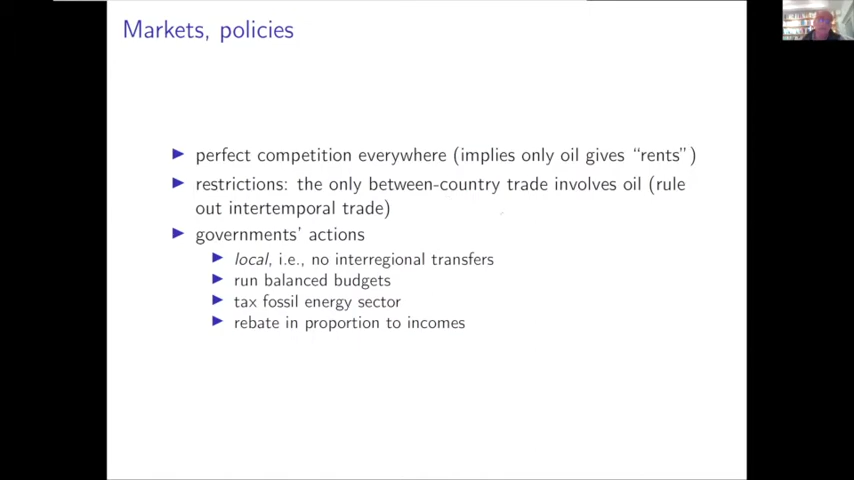 Markets, policies
▶ perfect competition everywhere (implies only oil gives “rents”)
▶ restrictions: the only between-country trade involves oil (rule
out intertemporal trade)
▶ governments’ actions
▶ local, i.e., no interregional transfers
▶ run balanced budgets
▶ tax fossil energy sector
▶ rebate in proportion to incomes